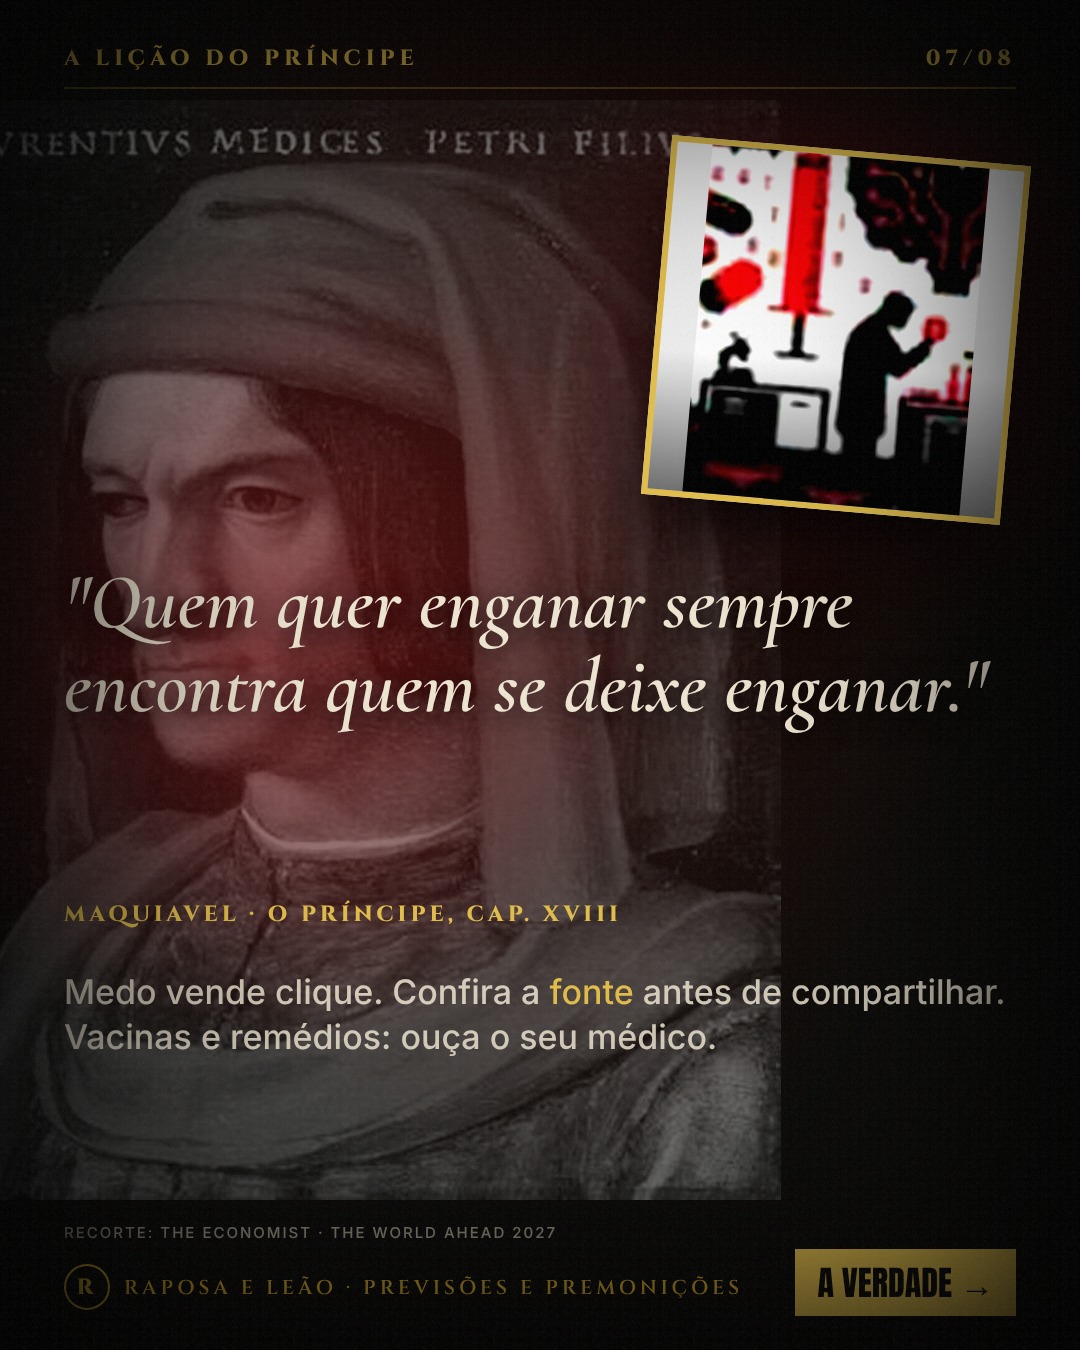 A LIÇÃO DO PRÍNCIPE
07/08
VRENTIVS MEDICES PETRI
"Quem quer enganar sempre
encontra quem se deixe enganar."
MAQUIAVEL · O PRÍNCIPE, CAP. XVIII
Medo vende clique. Confira a fonte antes de compartilhar.
Vacinas e remédios: ouça o seu médico.
RECORTE: THE ECONOMIST · THE WORLD AHEAD 2027
R RAPOSA E LEÃO · PREVISÕES E PREMONIÇÕES
A VERDADE →